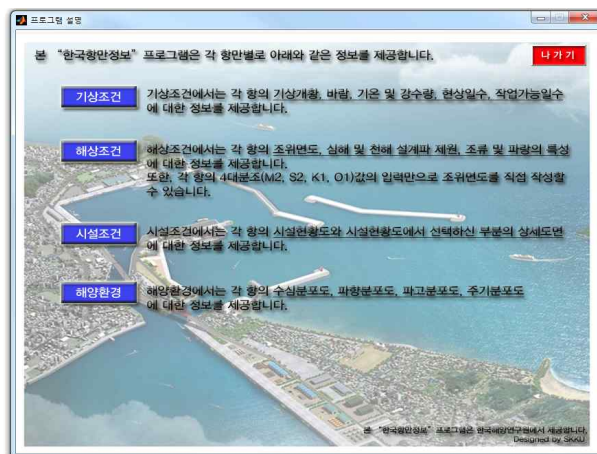 프로그램 설명
본 “한국항만정보” 프로그램은 각 항만별로 아래와 같은 정보를 제공합니다.
나 가 기
기상조건
기상조건에서는 각 항의 기상개황, 바람, 기온 및 강수량, 현상일수, 작업가능일수
에 대한 정보를 제공합니다.
해상조건
해상조건에서는 각 항의 조위면도, 심해 및 천해 설계파 제원, 조류 및 파랑의 특성
에 대한 정보를 제공합니다.
또한, 각 항의 4대분조(M2, S2, K1, O1)값의 입력만으로 조위면도를 직접 작성할
수 있습니다.
시설조건
시설조건에서는 각 항의 시설현황도와 시설현황도에서 선택하신 부분의 상세도면
에 대한 정보를 제공합니다.
해양환경
해양환경에서는 각 항의 수심분포도, 파향분포도, 파고분포도, 주기분포도
에 대한 정보를 제공합니다.
본 “한국항만정보” 프로그램은 한국해양연구원에서 제공합니다.
Designed by SKKU